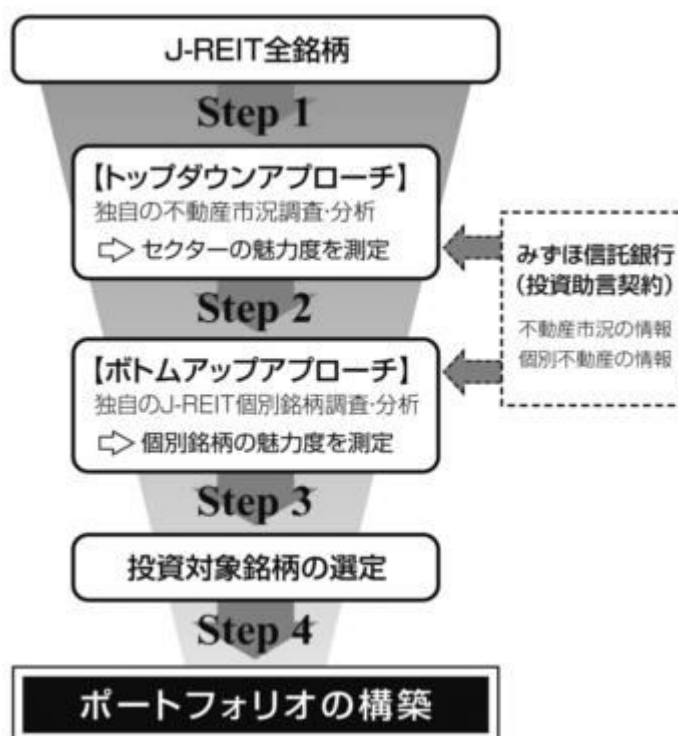 J-REIT全銘柄
Step 1
【トップダウンアプローチ】
独自の不動産市況調査・分析
⇨ セクターの魅力度を測定
Step 2
【ボトムアップアプローチ】
独自のJ-REIT個別銘柄調査・分析
⇨ 個別銘柄の魅力度を測定
みずほ信託銀行
(投資助言契約)
不動産市況の情報
個別不動産の情報
Step 3
投資対象銘柄の選定
Step 4
ポートフォリオの構築